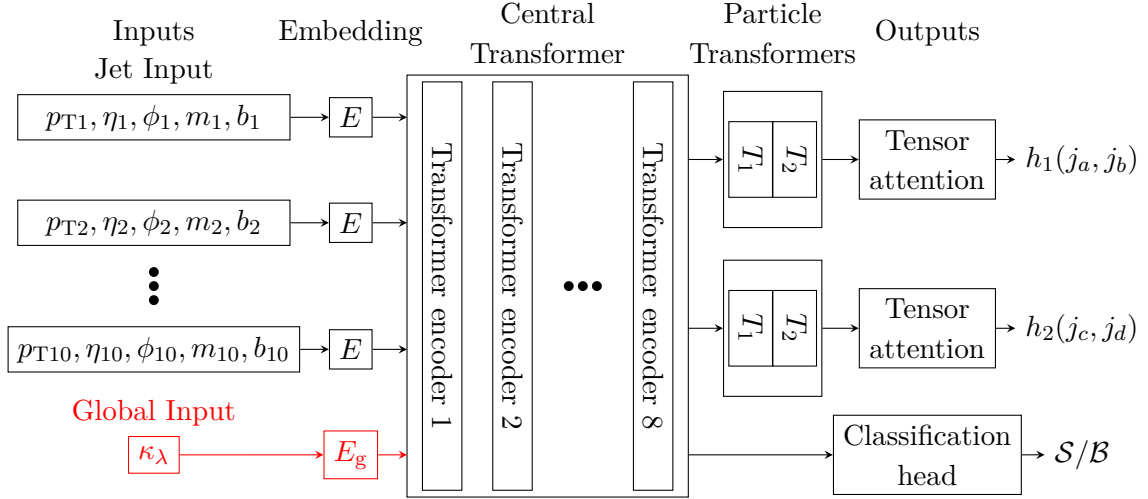 Inputs
Embedding
Central
Transformer
Particle
Transformers
Outputs
Jet Input
p_T1, η_1, ϕ_1, m_1, b_1
E
p_T2, η_2, ϕ_2, m_2, b_2
E
p_T10, η_10, ϕ_10, m_10, b_10
E
Global Input
κ_λ
E_g
Transformer encoder 1
Transformer encoder 2
Transformer encoder 8
T_1
T_2
Tensor
attention
h_1(j_a, j_b)
T_1
T_2
Tensor
attention
h_2(j_c, j_d)
Classification
head
𝒮/ℬ